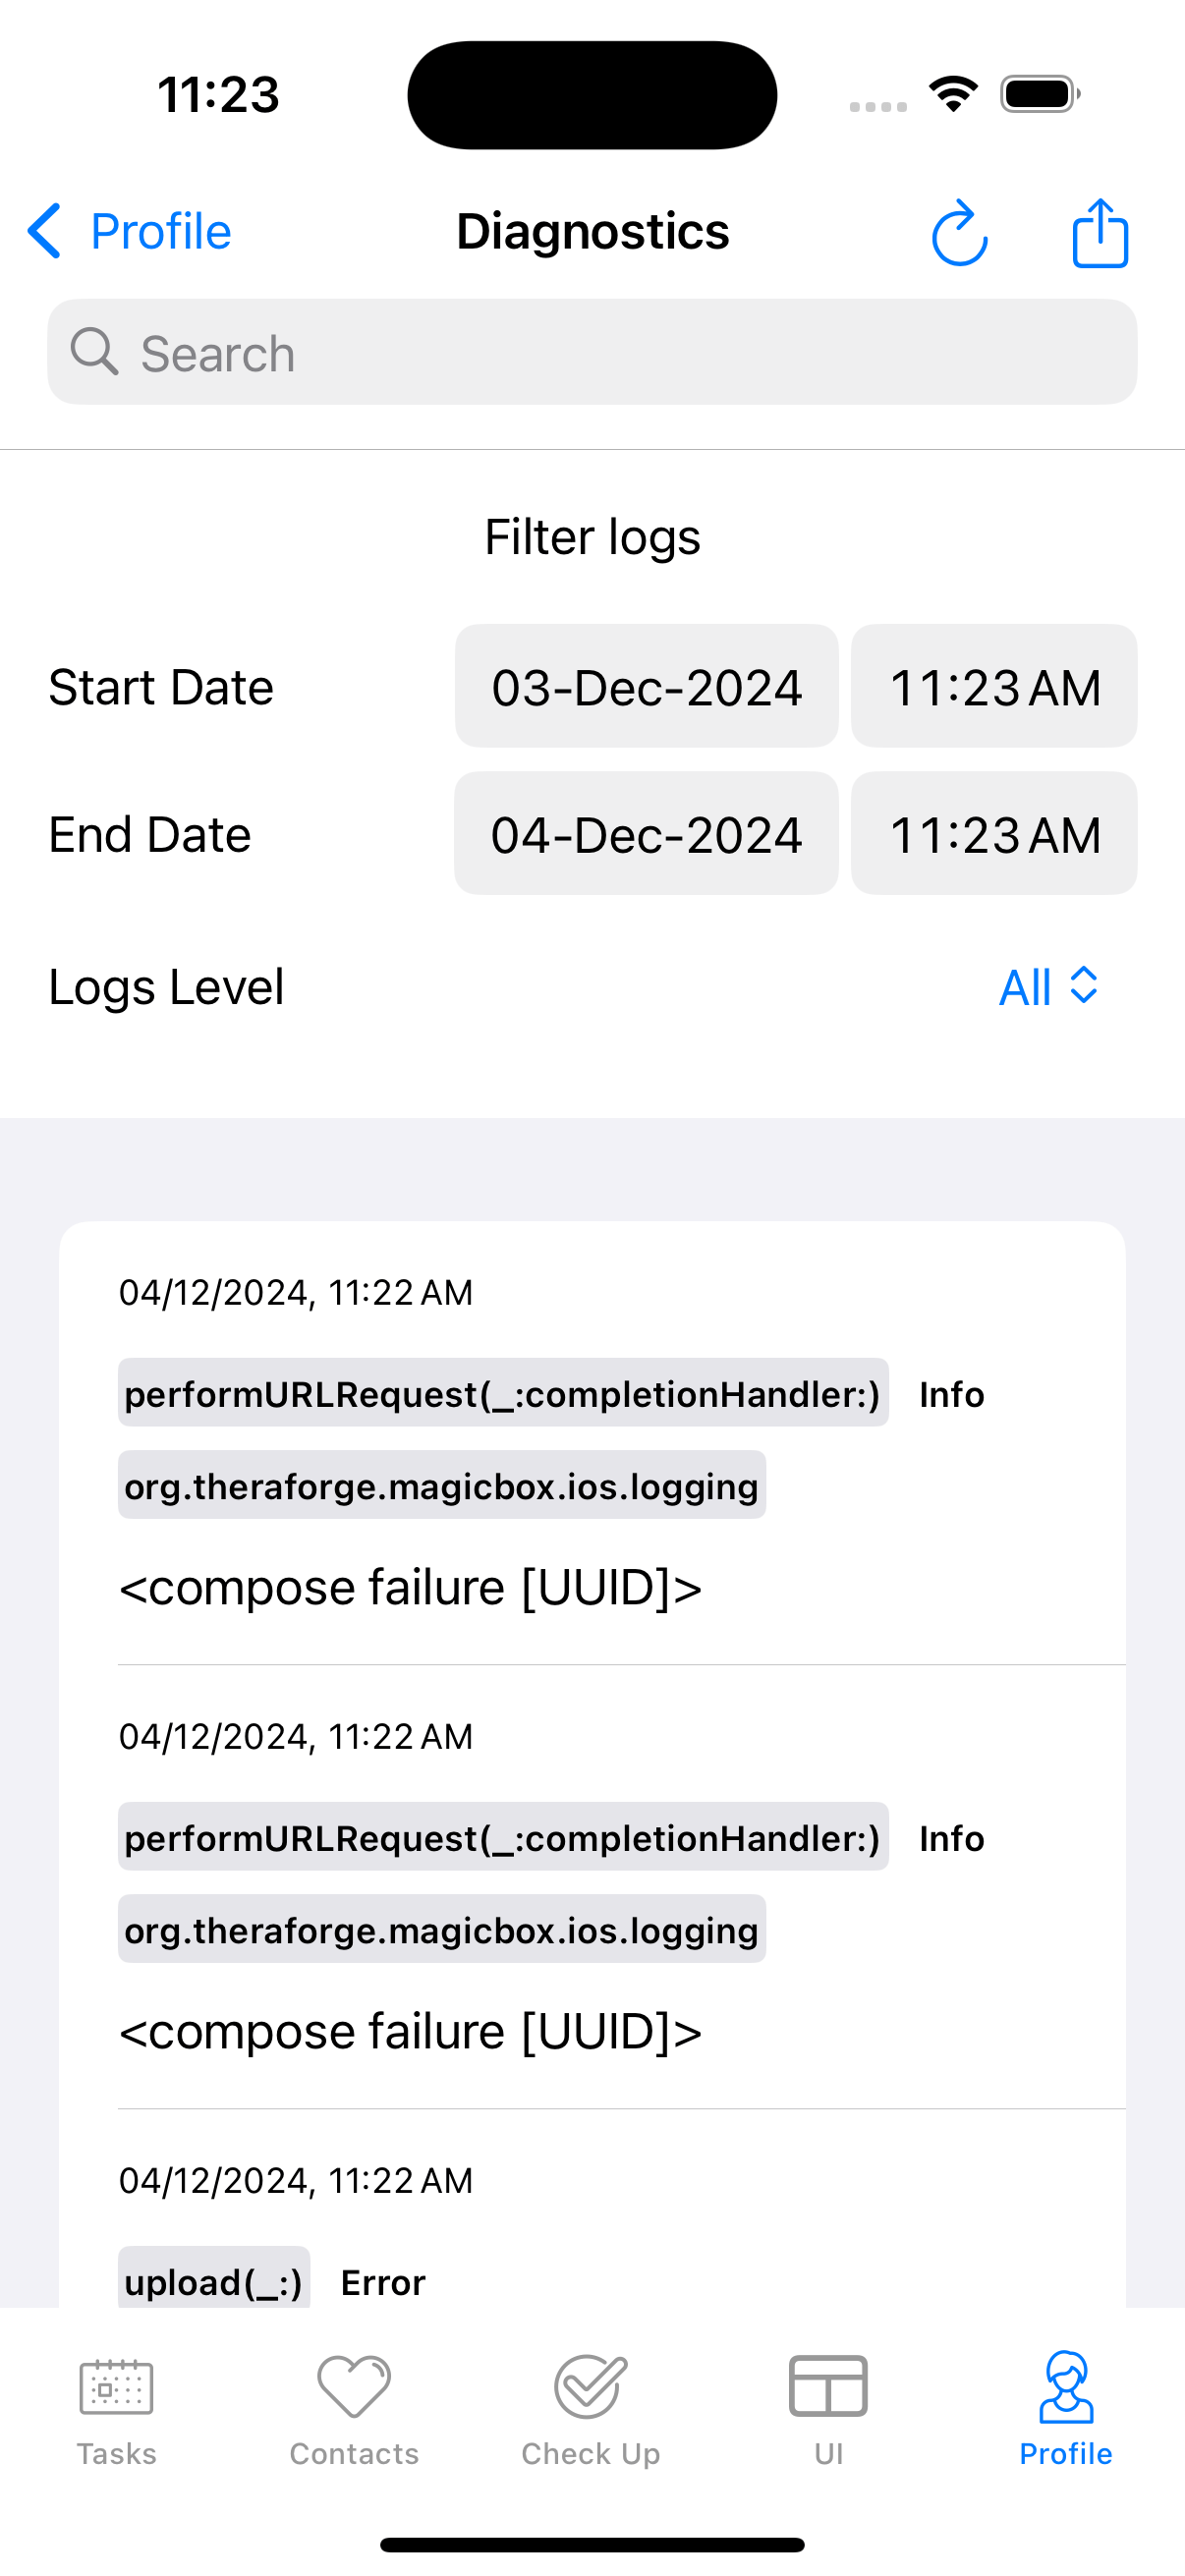 11:23
Profile Diagnostics
Search
Filter logs
Start Date 03-Dec-2024 11:23 AM
End Date 04-Dec-2024 11:23 AM
Logs Level All
04/12/2024, 11:22 AM
performURLRequest(_:completionHandler:) Info
org.theraforge.magicbox.ios.logging
<compose failure [UUID]>
04/12/2024, 11:22 AM
performURLRequest(_:completionHandler:) Info
org.theraforge.magicbox.ios.logging
<compose failure [UUID]>
04/12/2024, 11:22 AM
upload(_:) Error
Tasks Contacts Check Up UI Profile